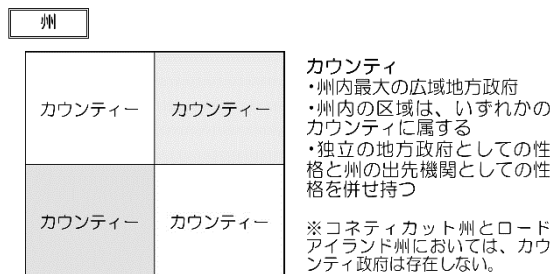 州
カウンティー
カウンティー
カウンティー
カウンティー
カウンティ
・州内最大の広域地方政府
・州内の区域は、いずれかの
カウンティに属する
・独立の地方政府としての性
格と州の出先機関としての性
格を併せ持つ
※コネティカット州とロード
アイランド州においては、カウ
ンティ政府は存在しない。